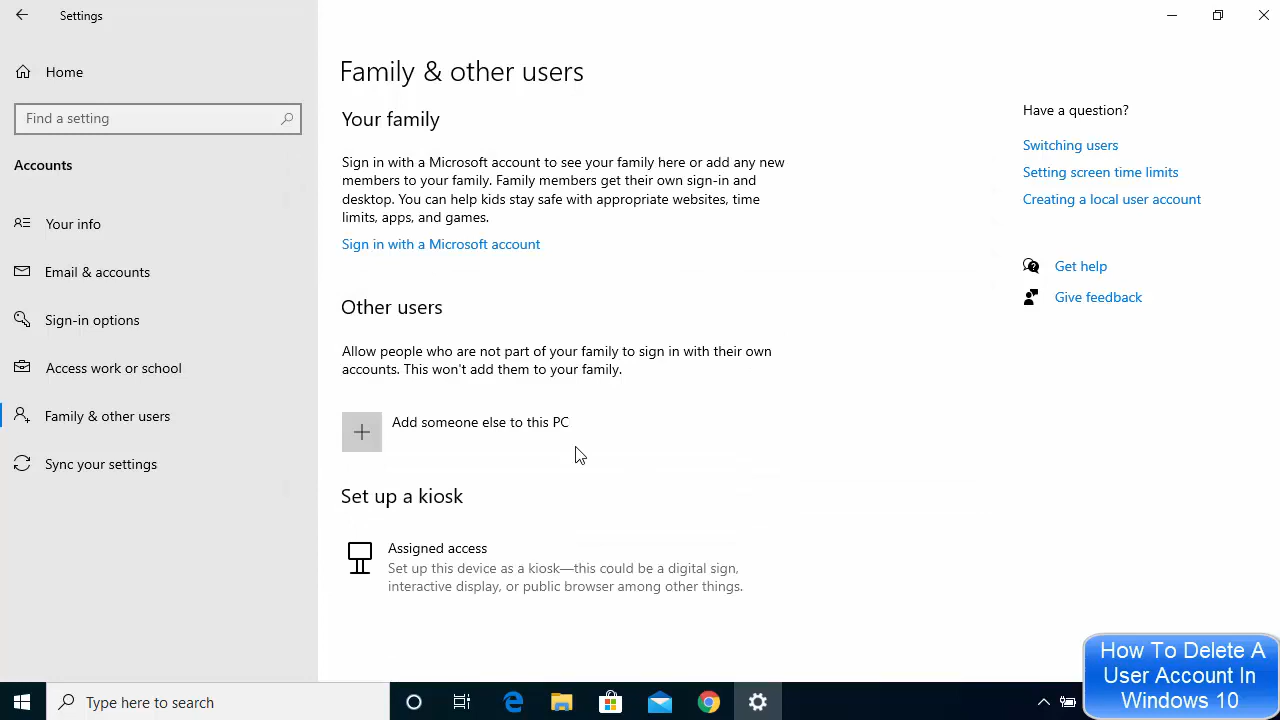 Settings
Home
Find a setting
Accounts
Your info
Email & accounts
Sign-in options
Access work or school
Family & other users
Sync your settings
Family & other users
Your family
Sign in with a Microsoft account to see your family here or add any new
members to your family. Family members get their own sign-in and
desktop. You can help kids stay safe with appropriate websites, time
limits, apps, and games.
Sign in with a Microsoft account
Other users
Allow people who are not part of your family to sign in with their own
accounts. This won't add them to your family.
Add someone else to this PC
Set up a kiosk
Assigned access
Set up this device as a kiosk—this could be a digital sign,
interactive display, or public browser among other things.
Have a question?
Switching users
Setting screen time limits
Creating a local user account
Get help
Give feedback
Type here to search
How To Delete A
User Account In
Windows 10